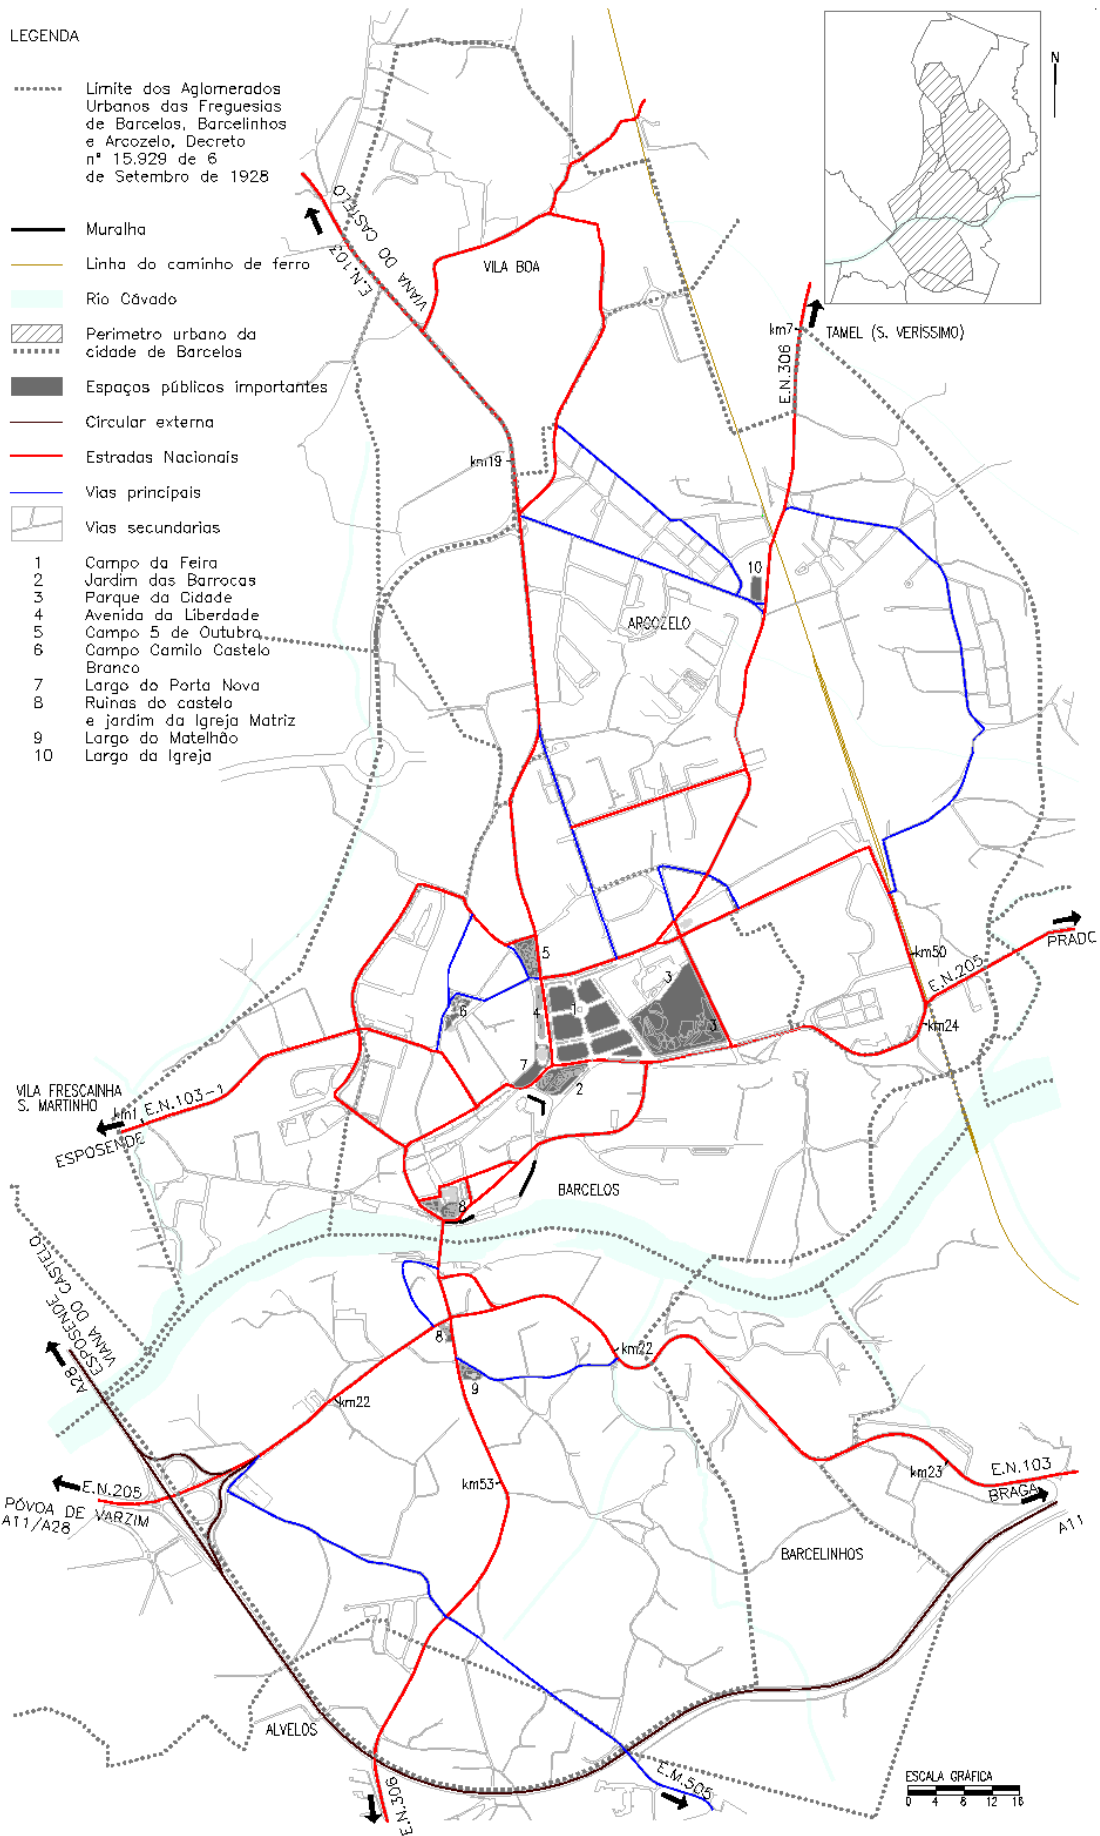 LEGENDA
Limite dos Aglomerados
Urbanos das Freguesias
de Barcelos, Barcelinhos
e Arcozelo, Decreto
nº 15.929 de 6
de Setembro de 1928
Muralha
Linha do caminho de ferro
Rio Cávado
Perimetro urbano da
cidade de Barcelos
Espaços públicos importantes
Circular externa
Estradas Nacionais
Vias principais
Vias secundarias
1 Campo da Feira
2 Jardim das Barrocas
3 Parque da Cidade
4 Avenida da Liberdade
5 Campo 5 de Outubro
6 Campo Camilo Castelo
Branco
7 Largo do Porta Nova
8 Ruinas do castelo
e jardim da Igreja Matriz
9 Largo do Matelhão
10 Largo da Igreja
N
VIANA DO CASTELO
E.N.103
VILA BOA
km7
TAMEL (S. VERÍSSIMO)
E.N.306
km19
10
ARCOZELO
5
3
1
4
6
3
7
2
km50
PRADO
E.N.205
km24
VILA FRESCAINHA
S. MARTINHO
km1
E.N.103-1
ESPOSENDE
BARCELOS
8
ESPOSENDE
VIANA DO CASTELO
A28
8
km22
9
km22
km53
km23
E.N.103
BRAGA
A11
E.N.205
PÓVOA DE VARZIM
A11/A28
BARCELINHOS
ALVELOS
E.N.306
E.M.505
ESCALA GRÁFICA
0 4 8 12 16